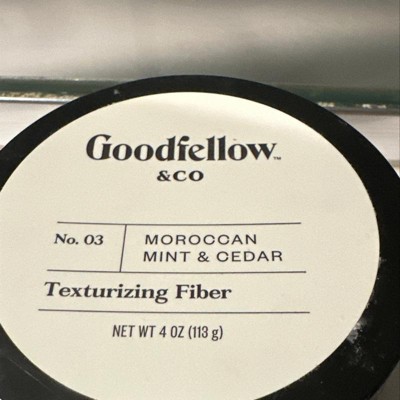 Goodfellow™
&CO
No. 03
MOROCCAN
MINT & CEDAR
Texturizing Fiber
NET WT 4 OZ (113 g)